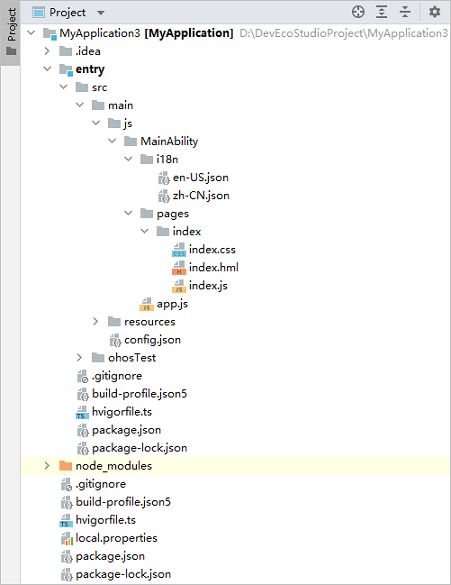 Project
Project
MyApplication3 [MyApplication] D:\DevEcoStudioProject\MyApplication3
.idea
entry
src
main
js
MainAbility
i18n
en-US.json
zh-CN.json
pages
index
index.css
index.hml
index.js
app.js
resources
config.json
ohosTest
.gitignore
build-profile.json5
hvigorfile.ts
package.json
package-lock.json
node_modules
.gitignore
build-profile.json5
hvigorfile.ts
local.properties
package.json
package-lock.json